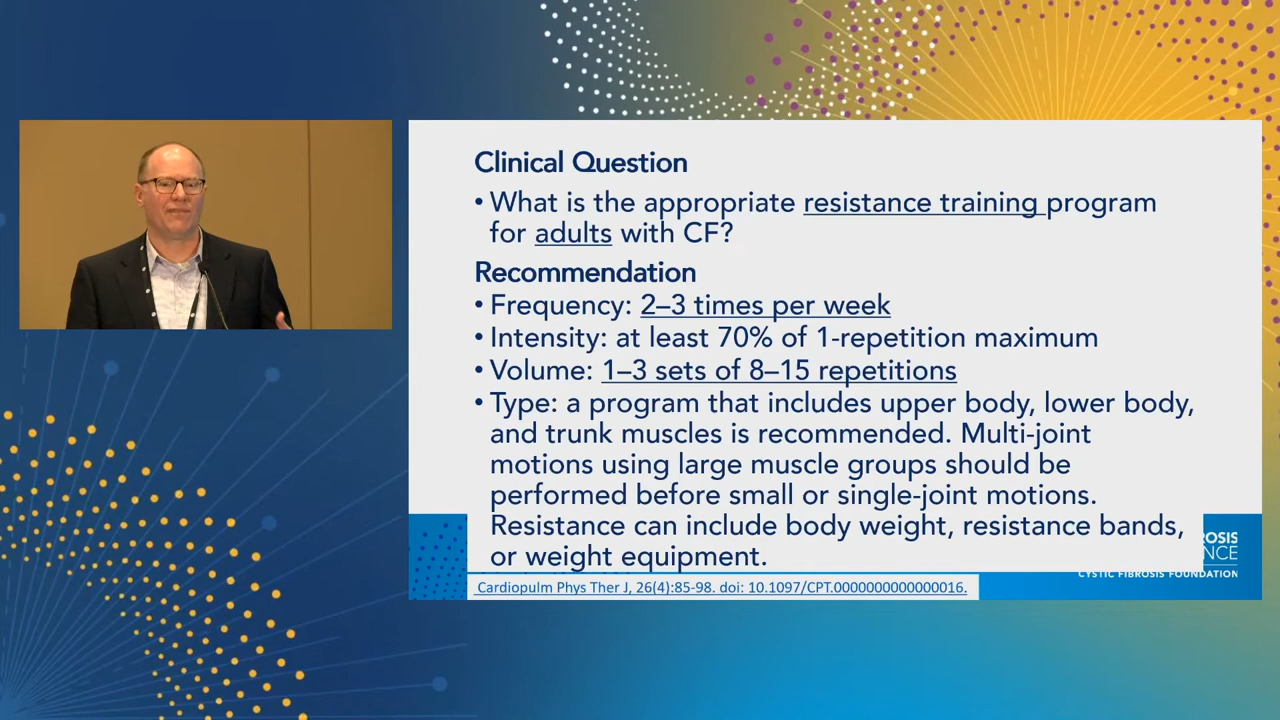 Clinical Question
• What is the appropriate resistance training program
for adults with CF?
Recommendation
• Frequency: 2–3 times per week
• Intensity: at least 70% of 1-repetition maximum
• Volume: 1–3 sets of 8–15 repetitions
• Type: a program that includes upper body, lower body,
and trunk muscles is recommended. Multi-joint
motions using large muscle groups should be
performed before small or single-joint motions.
Resistance can include body weight, resistance bands,
or weight equipment.
ROSIS
NCE
CYSTIC FIBROSIS FOUNDATION
Cardiopulm Phys Ther J, 26(4):85-98. doi: 10.1097/CPT.0000000000000016.